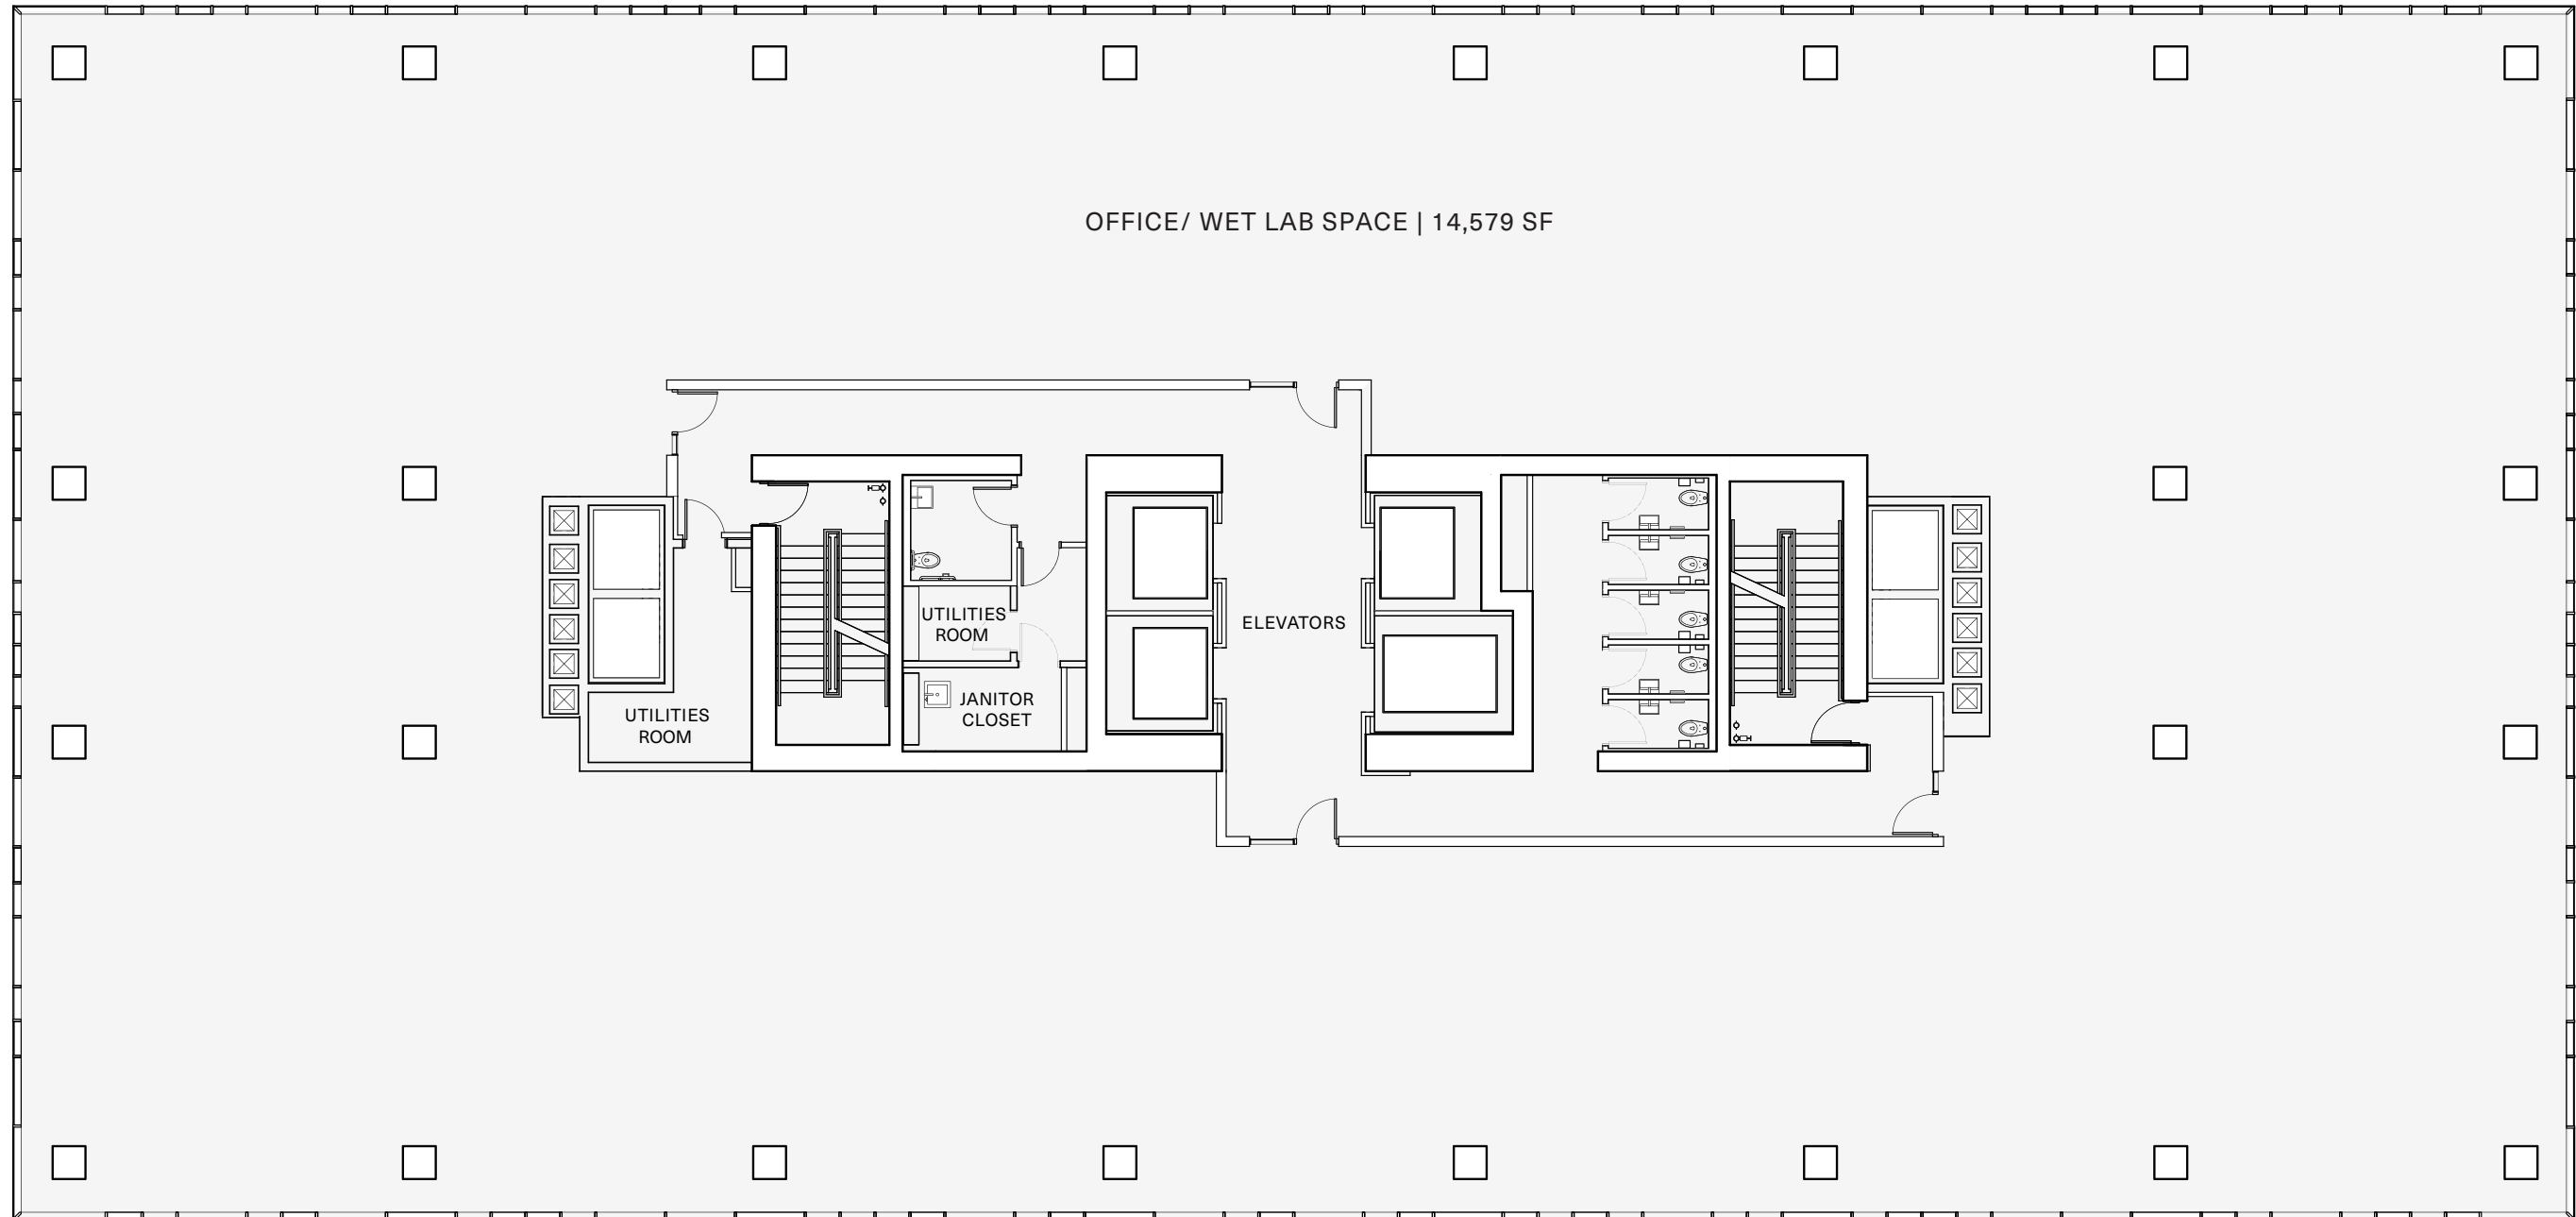 OFFICE/ WET LAB SPACE | 14,579 SF
UTILITIES
ROOM
ELEVATORS
JANITOR
CLOSET
UTILITIES
ROOM